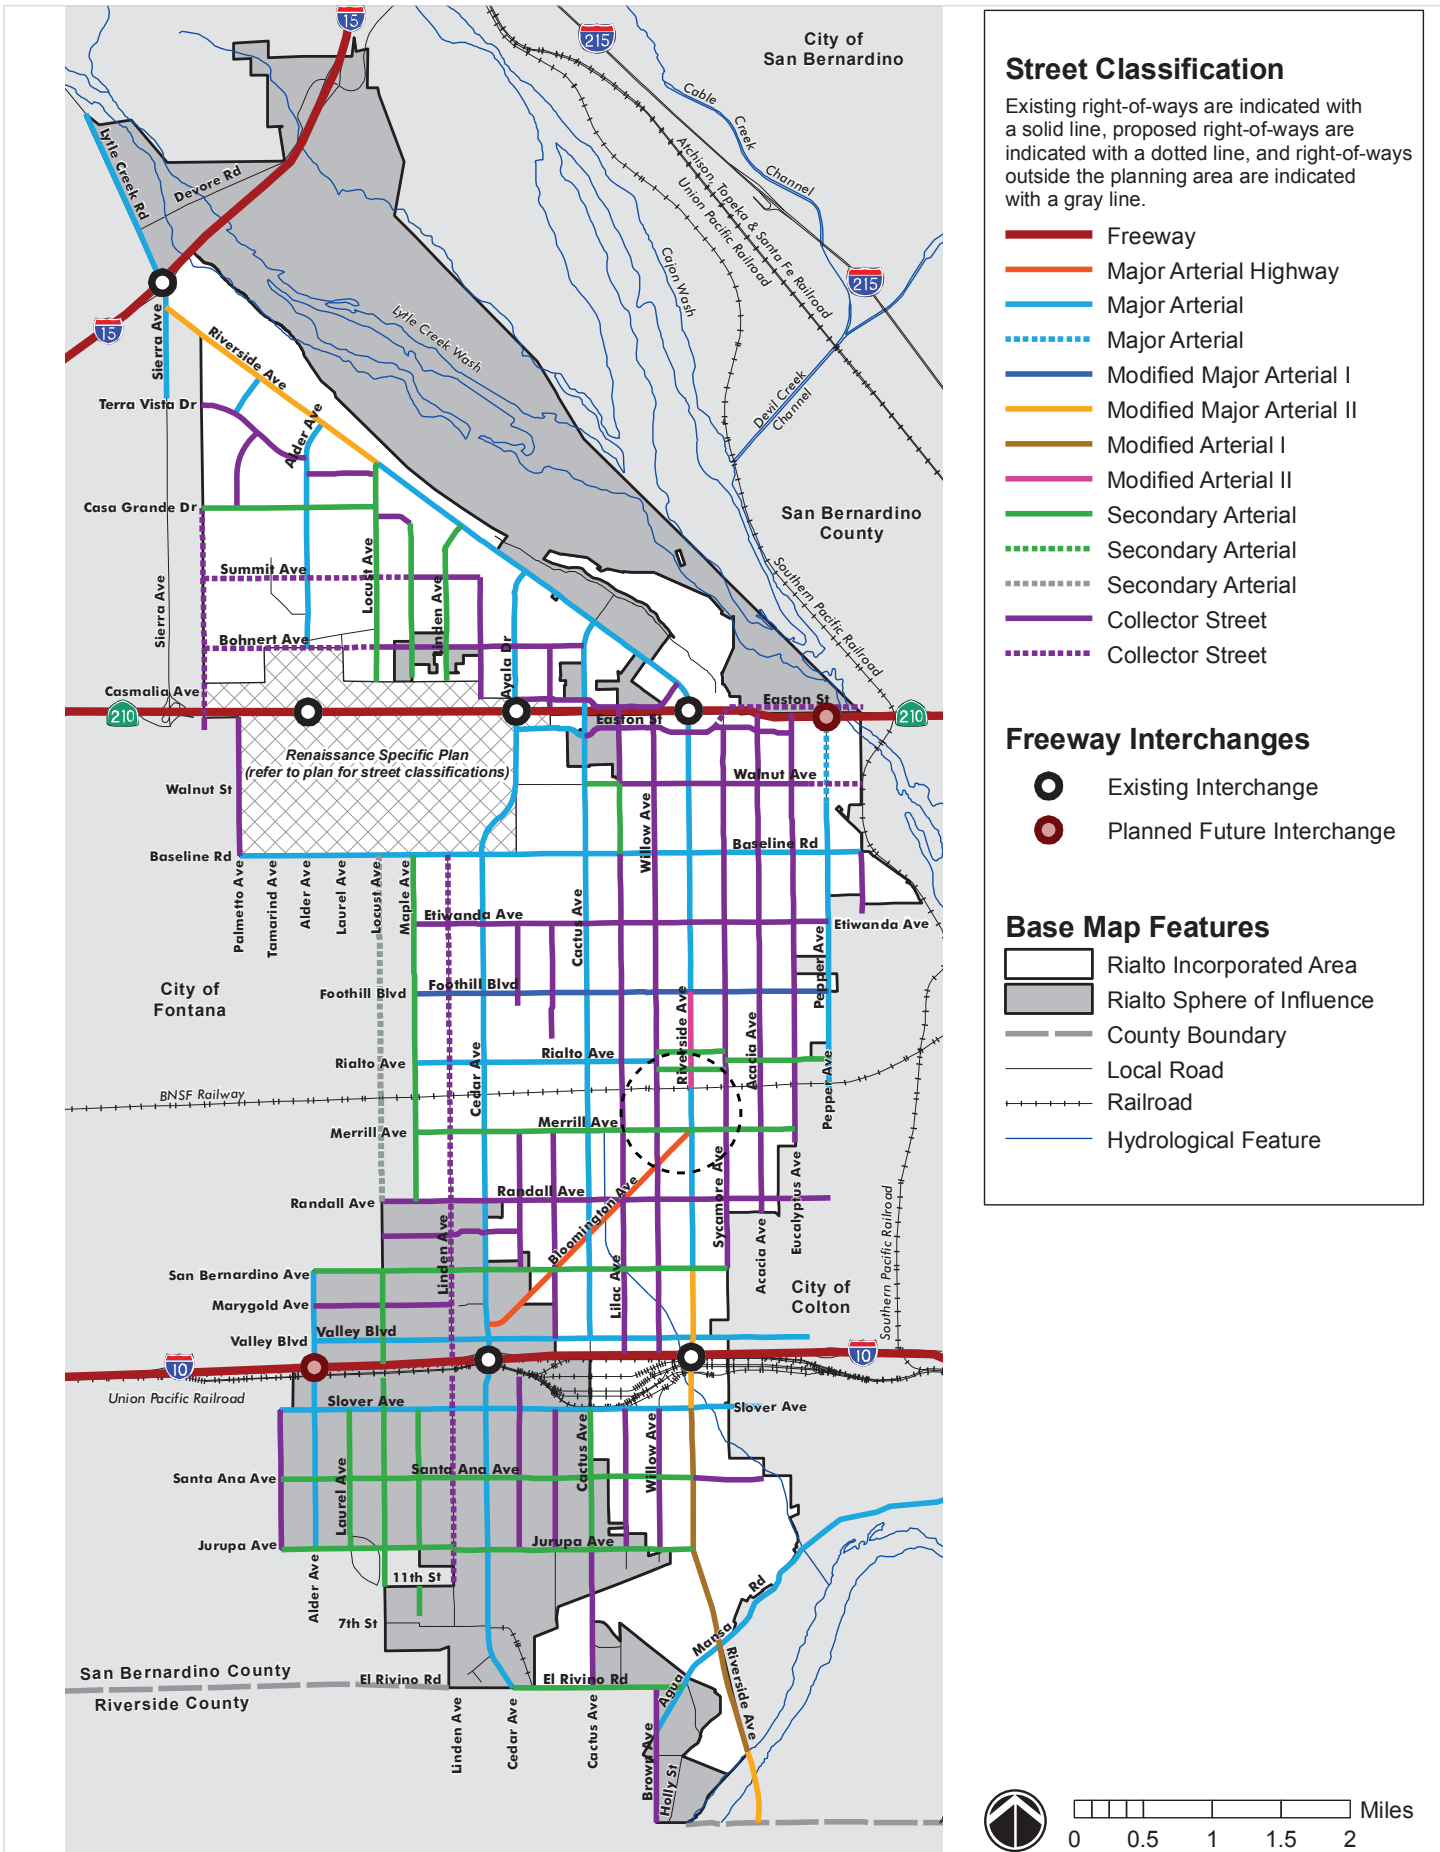 15
215
City of
San Bernardino
Cable
Creek
Channel
Atchison, Topeka & Santa Fe Railroad
Union Pacific Railroad
Lytle Creek Rd
Devore Rd
Cajon Wash
215
15
Sierra Ave
Riverside Ave
Lytle Creek Wash
Devil Creek
Channel
Terra Vista Dr
Alder Ave
Casa Grande Dr
San Bernardino
County
Southern Pacific Railroad
Summit Ave
Locust Ave
Linden Ave
Sierra Ave
Bohnert Ave
Ayala Dr
Casmalia Ave
210
Easton St
Easton St
210
Renaissance Specific Plan
(refer to plan for street classifications)
Walnut St
Walnut Ave
Willow Ave
Baseline Rd
Baseline Rd
Palmetto Ave
Tamarind Ave
Alder Ave
Laurel Ave
Locust Ave
Maple Ave
Cactus Ave
Etiwanda Ave
Etiwanda Ave
Pepper Ave
City of
Fontana
Foothill Blvd
Foothill Blvd
Riverside Ave
Rialto Ave
Rialto Ave
Cedar Ave
Acacia Ave
Pepper Ave
BNSF Railway
Merrill Ave
Merrill Ave
Randall Ave
Randall Ave
Bloomington Ave
Sycamore Ave
Eucalyptus Ave
Acacia Ave
Linden Ave
Lilac Ave
San Bernardino Ave
Marygold Ave
City of
Colton
Southern Pacific Railroad
Valley Blvd
Valley Blvd
10
10
Union Pacific Railroad
Slover Ave
Slover Ave
Santa Ana Ave
Santa Ana Ave
Laurel Ave
Cactus Ave
Willow Ave
Jurupa Ave
Jurupa Ave
Alder Ave
11th St
7th St
Agua Mansa Rd
Riverside Ave
San Bernardino County
Riverside County
El Rivino Rd
El Rivino Rd
Linden Ave
Cedar Ave
Cactus Ave
Brown Ave
Holly St
Street Classification
Existing right-of-ways are indicated with
a solid line, proposed right-of-ways are
indicated with a dotted line, and right-of-ways
outside the planning area are indicated
with a gray line.
Freeway
Major Arterial Highway
Major Arterial
Major Arterial
Modified Major Arterial I
Modified Major Arterial II
Modified Arterial I
Modified Arterial II
Secondary Arterial
Secondary Arterial
Secondary Arterial
Collector Street
Collector Street
Freeway Interchanges
Existing Interchange
Planned Future Interchange
Base Map Features
Rialto Incorporated Area
Rialto Sphere of Influence
County Boundary
Local Road
Railroad
Hydrological Feature
Miles
0 0.5 1 1.5 2